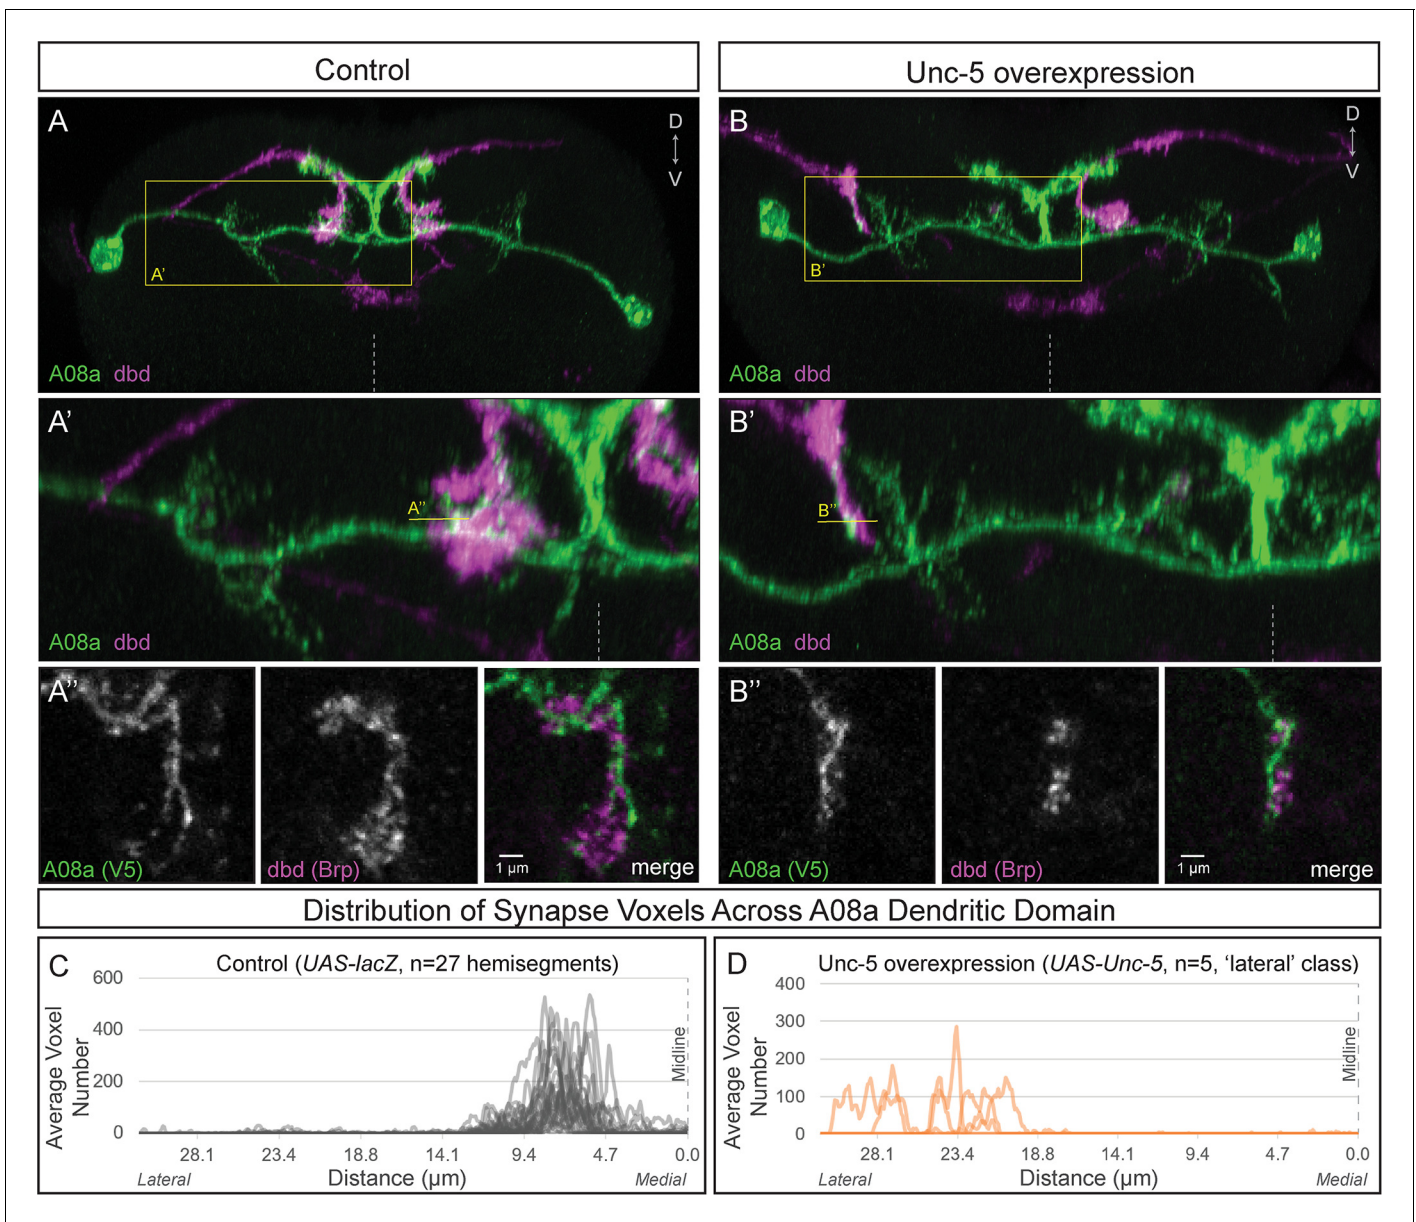 Control
Unc-5 overexpression
A
D
V
A'
A08a dbd
B
D
V
B'
A08a dbd
A'
A''
A08a dbd
B'
B''
A08a dbd
A''
A08a (V5)
dbd (Brp)
1 µm
merge
B''
A08a (V5)
dbd (Brp)
1 µm
merge
Distribution of Synapse Voxels Across A08a Dendritic Domain
C
Control (UAS-lacZ, n=27 hemisegments)
Average Voxel
Number
600
400
200
0
Midline
28.1 23.4 18.8 14.1 9.4 4.7 0.0
Lateral Distance (µm) Medial
D
Unc-5 overexpression (UAS-Unc-5, n=5, 'lateral' class)
Average Voxel
Number
400
300
200
100
0
Midline
28.1 23.4 18.8 14.1 9.4 4.7 0.0
Lateral Distance (µm) Medial